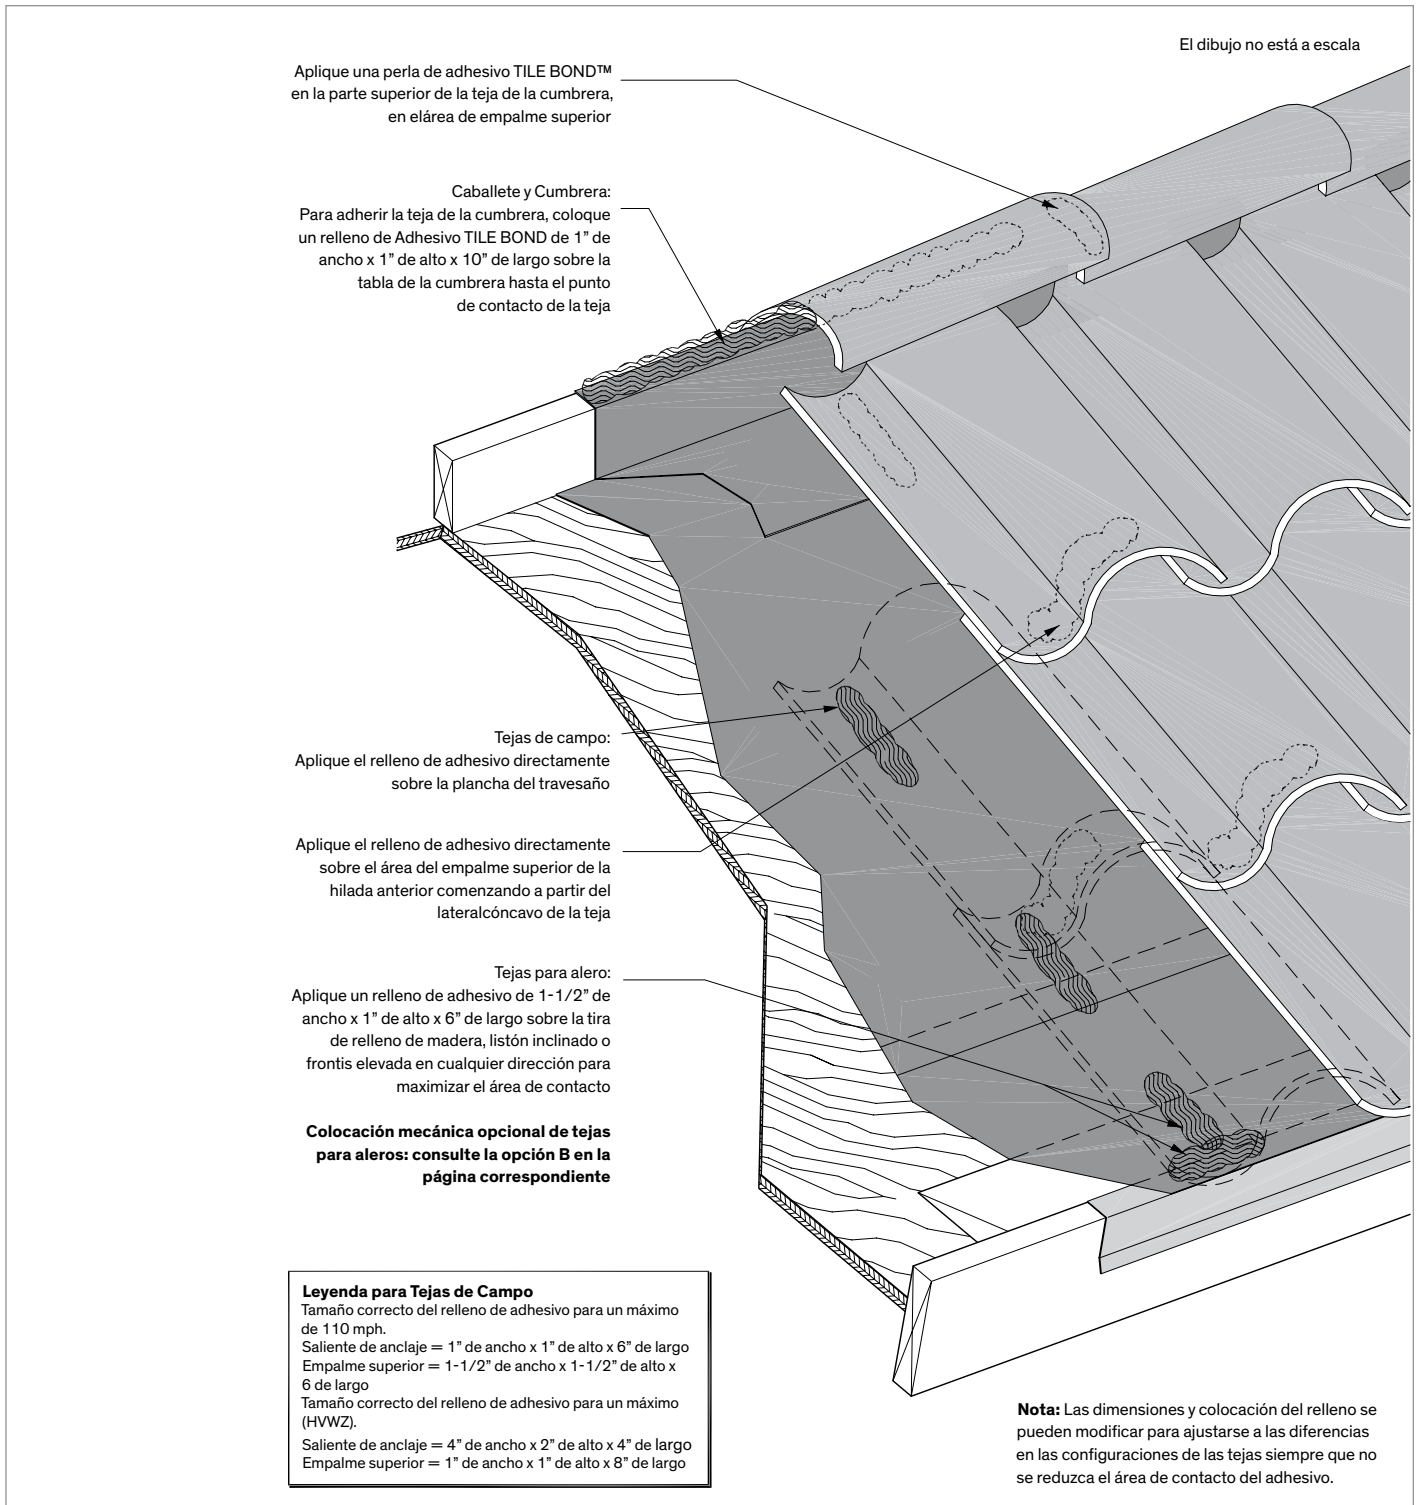 El dibujo no está a escala
Aplique una perla de adhesivo TILE BOND™
en la parte superior de la teja de la cumbrera,
en elárea de empalme superior
Caballete y Cumbrera:
Para adherir la teja de la cumbrera, coloque
un relleno de Adhesivo TILE BOND de 1” de
ancho x 1” de alto x 10” de largo sobre la
tabla de la cumbrera hasta el punto
de contacto de la teja
Tejas de campo:
Aplique el relleno de adhesivo directamente
sobre la plancha del travesaño
Aplique el relleno de adhesivo directamente
sobre el área del empalme superior de la
hilada anterior comenzando a partir del
lateralcóncavo de la teja
Tejas para alero:
Aplique un relleno de adhesivo de 1-1/2” de
ancho x 1” de alto x 6” de largo sobre la tira
de relleno de madera, listón inclinado o
frontis elevada en cualquier dirección para
maximizar el área de contacto
Colocación mecánica opcional de tejas
para aleros: consulte la opción B en la
página correspondiente
Leyenda para Tejas de Campo
Tamaño correcto del relleno de adhesivo para un máximo
de 110 mph.
Saliente de anclaje = 1” de ancho x 1” de alto x 6” de largo
Empalme superior = 1-1/2” de ancho x 1-1/2” de alto x
6 de largo
Tamaño correcto del relleno de adhesivo para un máximo
(HVWZ).
Saliente de anclaje = 4” de ancho x 2” de alto x 4” de largo
Empalme superior = 1” de ancho x 1” de alto x 8” de largo
Nota: Las dimensiones y colocación del relleno se
pueden modificar para ajustarse a las diferencias
en las configuraciones de las tejas siempre que no
se reduzca el área de contacto del adhesivo.